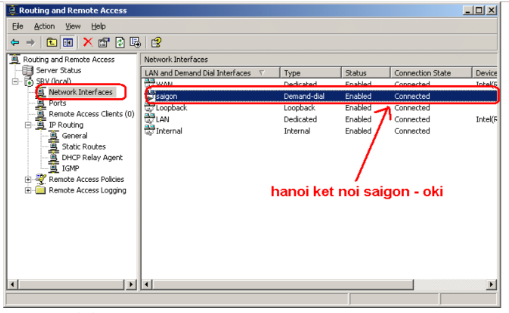 Routing and Remote Access
File Action View Help
Routing and Remote Access
Server Status
SRV (local)
Network Interfaces
Ports
Remote Access Clients (0)
IP Routing
General
Static Routes
DHCP Relay Agent
IGMP
Remote Access Policies
Remote Access Logging
Network Interfaces
LAN and Demand Dial Interfaces Type Status Connection State Device
WAN Dedicated Enabled Connected Intel(R
saigon Demand-dial Enabled Connected
Loopback Loopback Enabled Connected
LAN Dedicated Enabled Connected Intel(R
Internal Internal Enabled Connected
hanoi ket noi saigon - oki